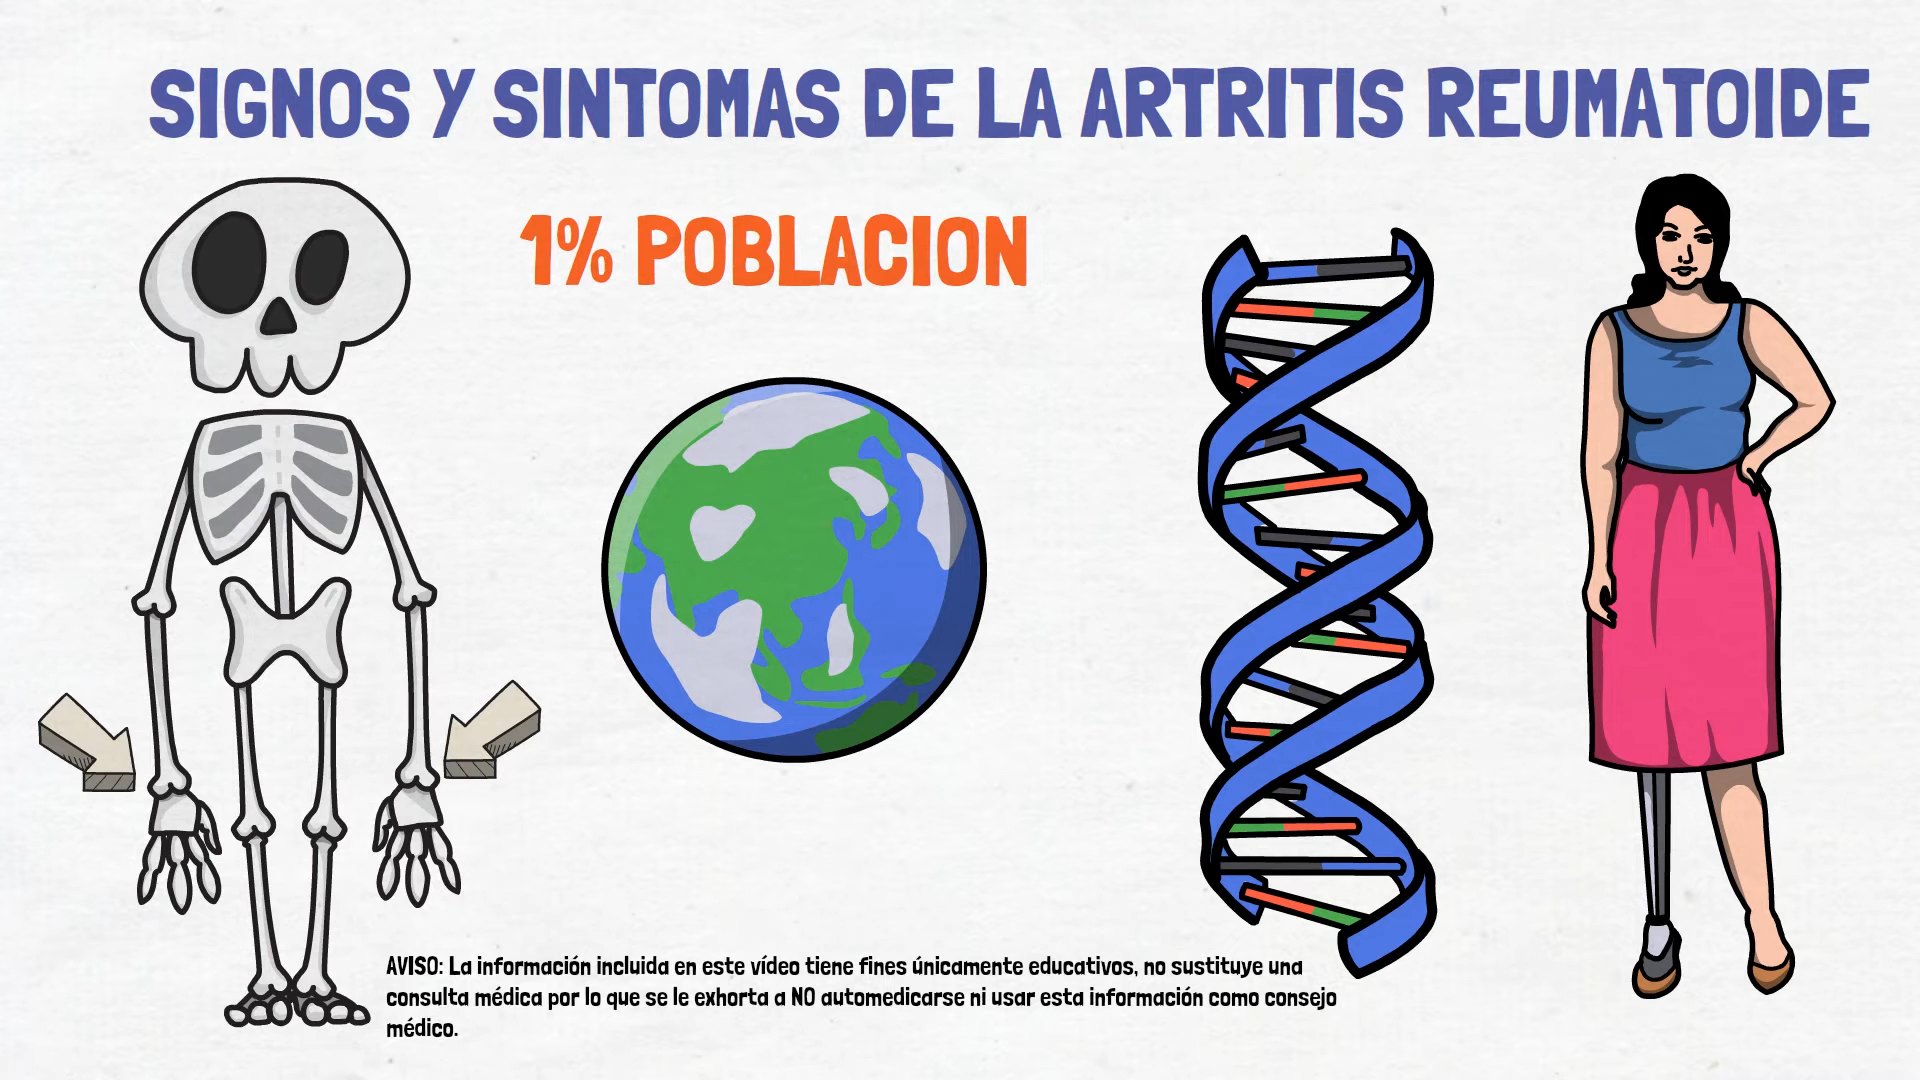 SIGNOS Y SINTOMAS DE LA ARTRITIS REUMATOIDE
1% POBLACION
AVISO: La información incluida en este vídeo tiene fines únicamente educativos, no sustituye una
consulta médica por lo que se le exhorta a NO automedicarse ni usar esta información como consejo
médico.